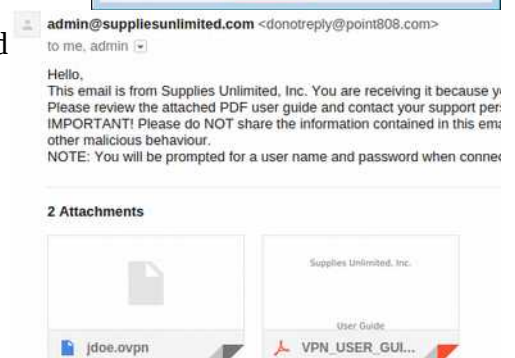 admin@suppliesunlimited.com <donotreply@point808.com>
to me, admin
Hello,
This email is from Supplies Unlimited, Inc. You are receiving it because
Please review the attached PDF user guide and contact your support
IMPORTANT! Please do NOT share the information contained in this
other malicious behaviour.
NOTE: You will be prompted for a user name and password when
2 Attachments
Supplies Unlimited, Inc.
User Guide
jdoe.ovpn
VPN_USER_GUI...